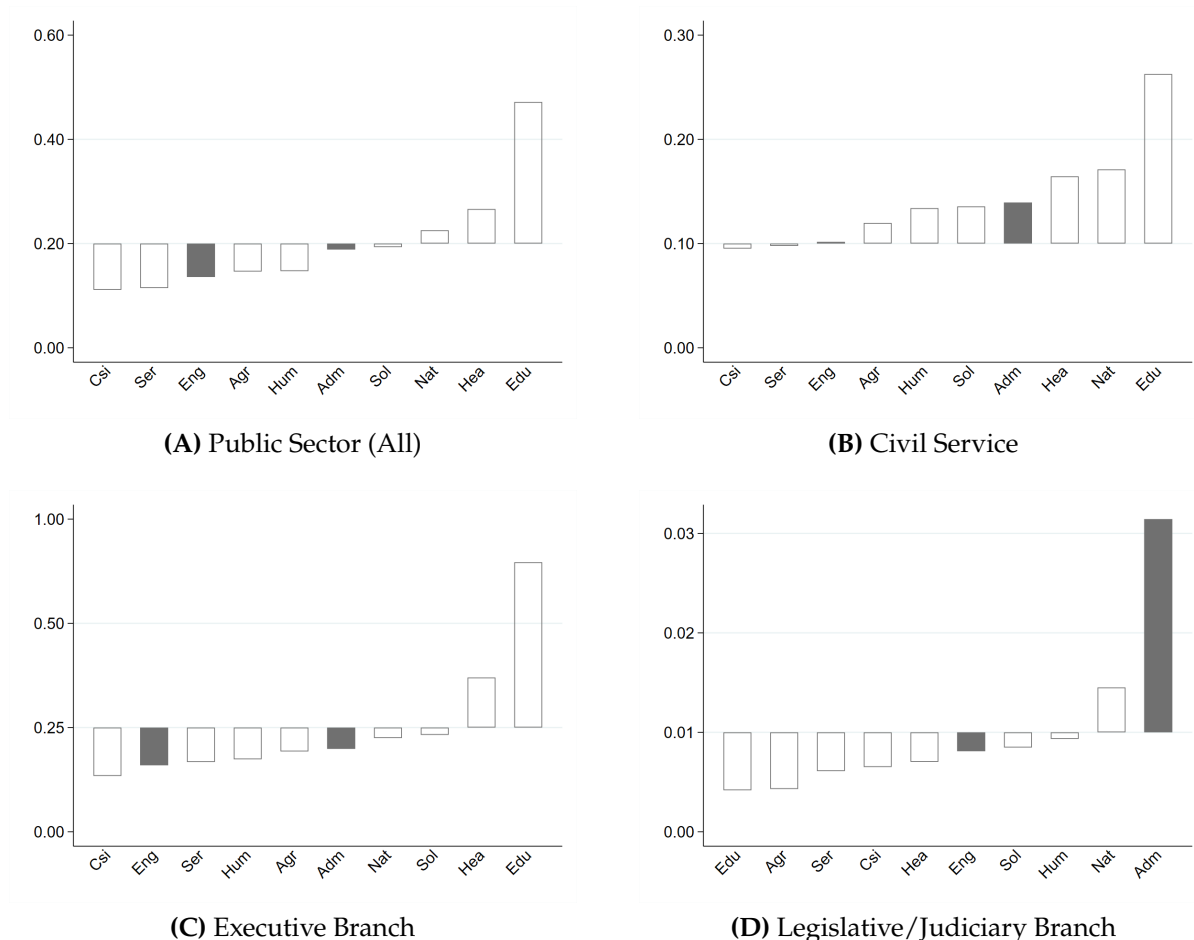 0.60
0.40
0.20
0.00
Csi Ser Eng Agr Hum Adm Sol Nat Hea Edu
(A) Public Sector (All)
0.30
0.20
0.10
0.00
Csi Ser Eng Agr Hum Sol Adm Hea Nat Edu
(B) Civil Service
1.00
0.50
0.25
0.00
Csi Eng Ser Hum Agr Adm Nat Sol Hea Edu
(C) Executive Branch
0.03
0.02
0.01
0.00
Edu Agr Ser Csi Hea Eng Sol Hum Nat Adm
(D) Legislative/Judiciary Branch